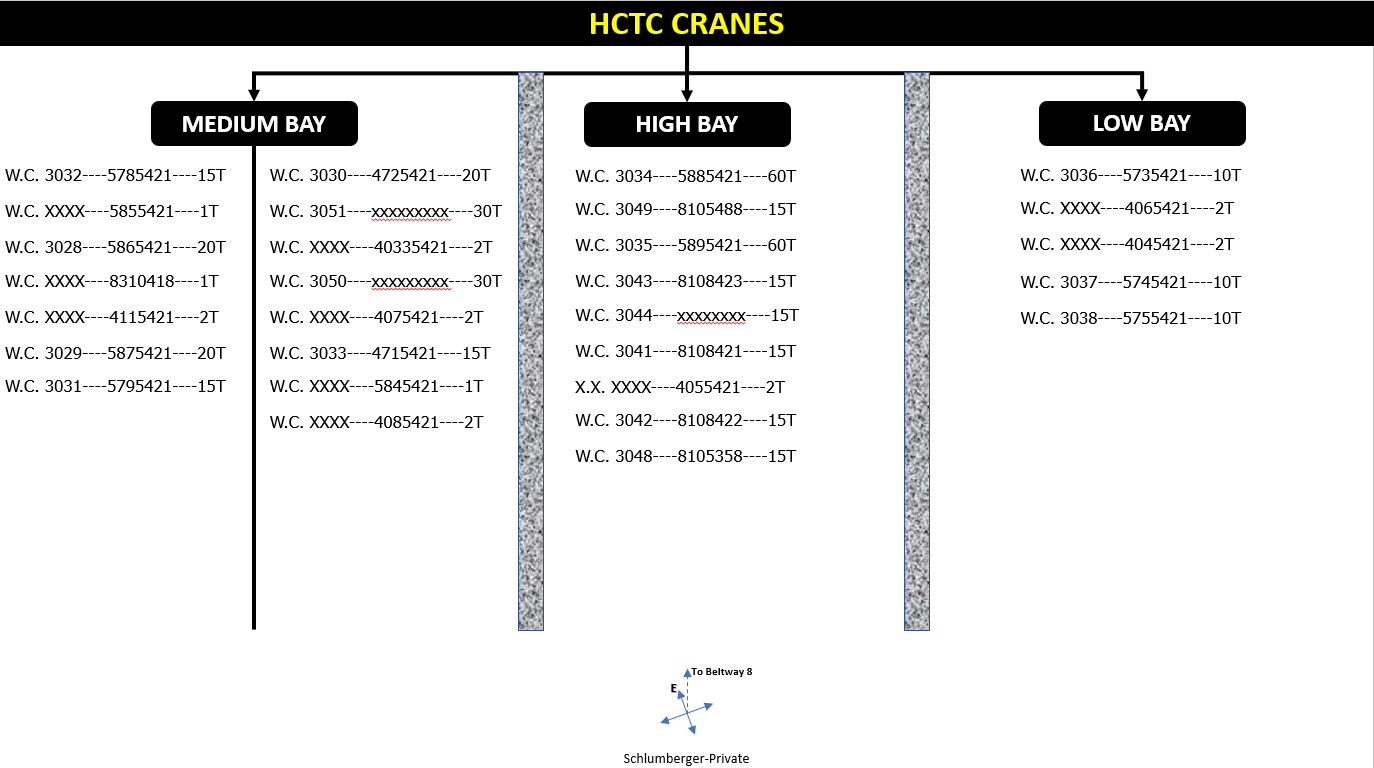 HCTC CRANES
MEDIUM BAY
W.C. 3032----5785421----15T
W.C. XXXX----5855421----1T
W.C. 3028----5865421----20T
W.C. XXXX----8310418----1T
W.C. XXXX----4115421----2T
W.C. 3029----5875421----20T
W.C. 3031----5795421----15T
W.C. 3030----4725421----20T
W.C. 3051----xxxxxxxxx----30T
W.C. XXXX----40335421----2T
W.C. 3050----xxxxxxxxx----30T
W.C. XXXX----4075421----2T
W.C. 3033----4715421----15T
W.C. XXXX----5845421----1T
W.C. XXXX----4085421----2T
HIGH BAY
W.C. 3034----5885421----60T
W.C. 3049----8105488----15T
W.C. 3035----5895421----60T
W.C. 3043----8108423----15T
W.C. 3044----xxxxxxxx----15T
W.C. 3041----8108421----15T
X.X. XXXX----4055421----2T
W.C. 3042----8108422----15T
W.C. 3048----8105358----15T
LOW BAY
W.C. 3036----5735421----10T
W.C. XXXX----4065421----2T
W.C. XXXX----4045421----2T
W.C. 3037----5745421----10T
W.C. 3038----5755421----10T
To Beltway 8
E
Schlumberger-Private